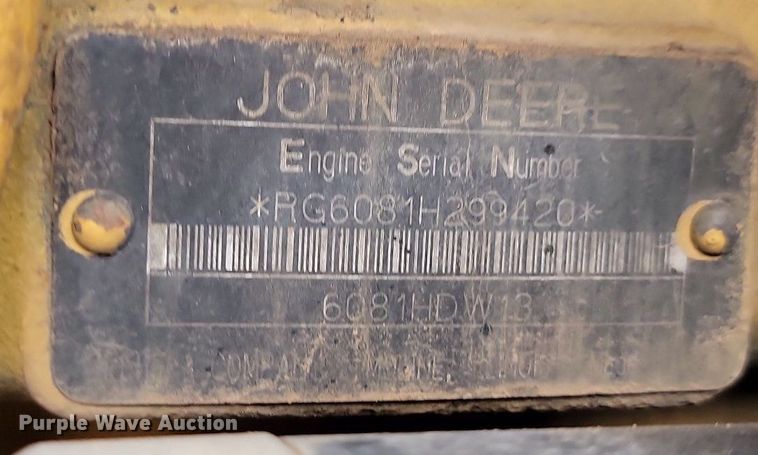 JOHN DEERE
Engine Serial Number
*RG6081H299420*
6081HDW13
Purple Wave Auction